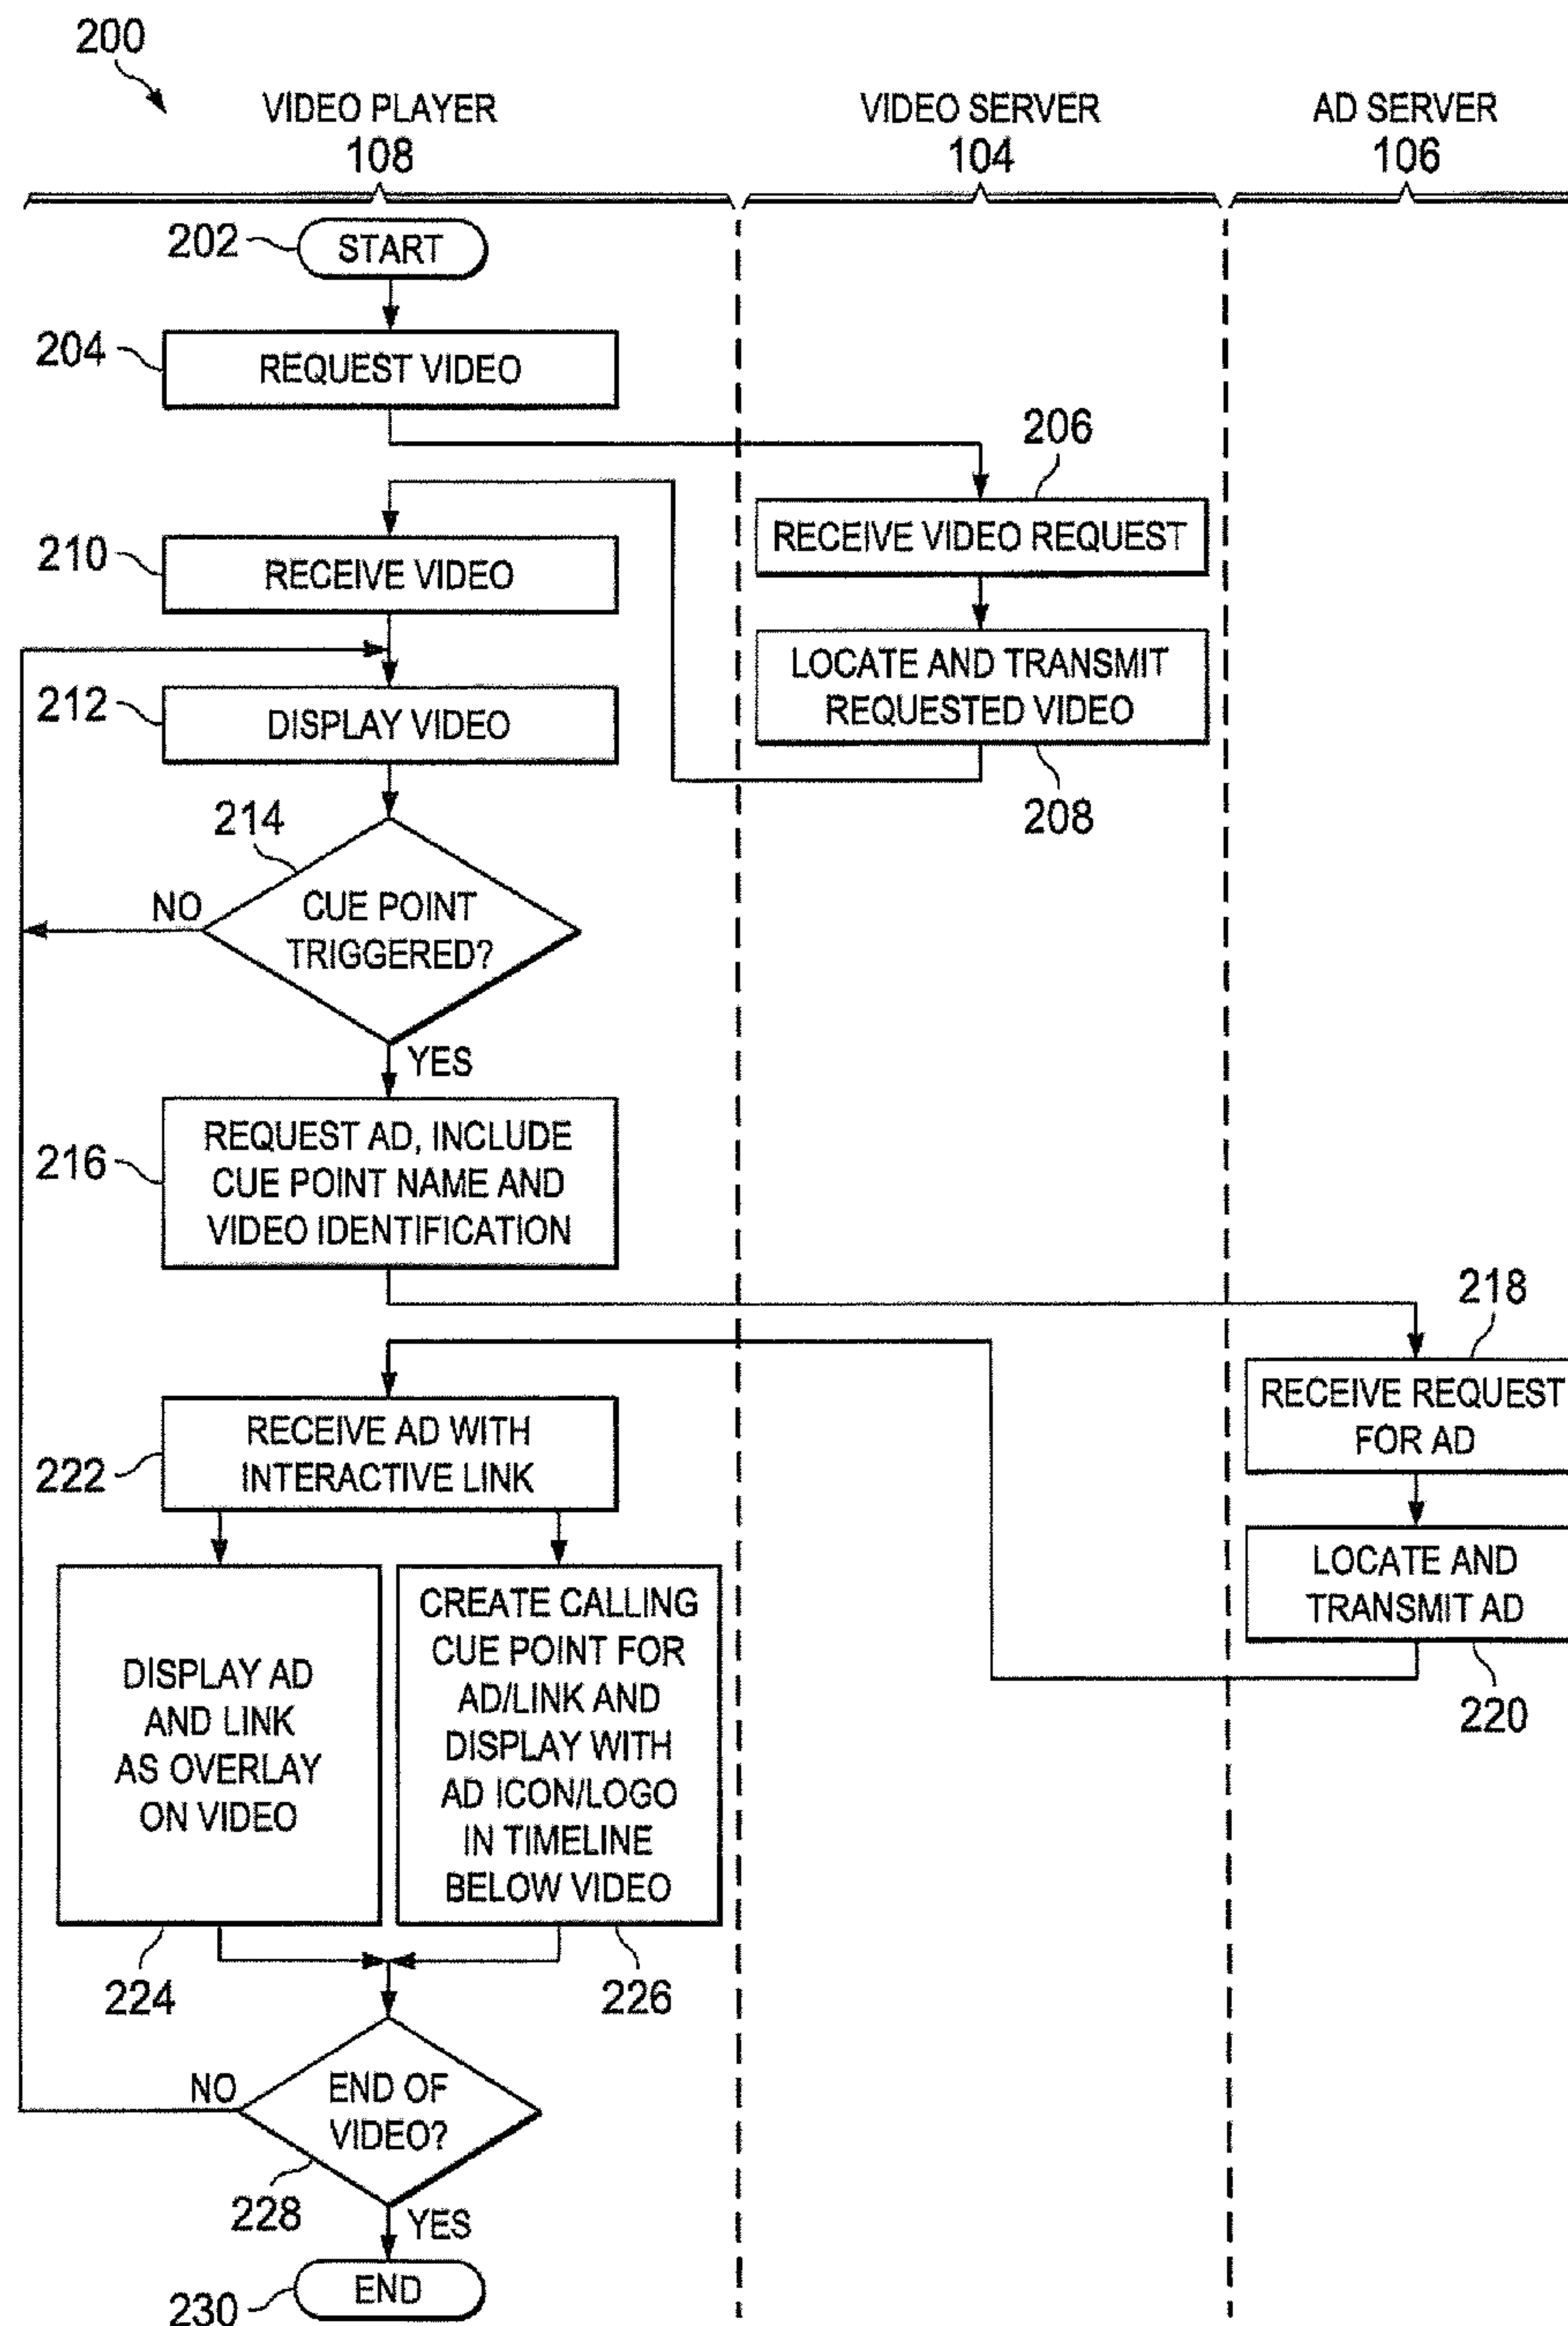 200
VIDEO PLAYER
108
VIDEO SERVER
104
AD SERVER
106
202
START
204
REQUEST VIDEO
206
RECEIVE VIDEO REQUEST
LOCATE AND TRANSMIT
REQUESTED VIDEO
208
210
RECEIVE VIDEO
212
DISPLAY VIDEO
214
CUE POINT
TRIGGERED?
NO
YES
216
REQUEST AD, INCLUDE
CUE POINT NAME AND
VIDEO IDENTIFICATION
218
RECEIVE REQUEST
FOR AD
LOCATE AND
TRANSMIT AD
220
222
RECEIVE AD WITH
INTERACTIVE LINK
DISPLAY AD
AND LINK
AS OVERLAY
ON VIDEO
224
CREATE CALLING
CUE POINT FOR
AD/LINK AND
DISPLAY WITH
AD ICON/LOGO
IN TIMELINE
BELOW VIDEO
226
NO
END OF
VIDEO?
228
YES
END
230